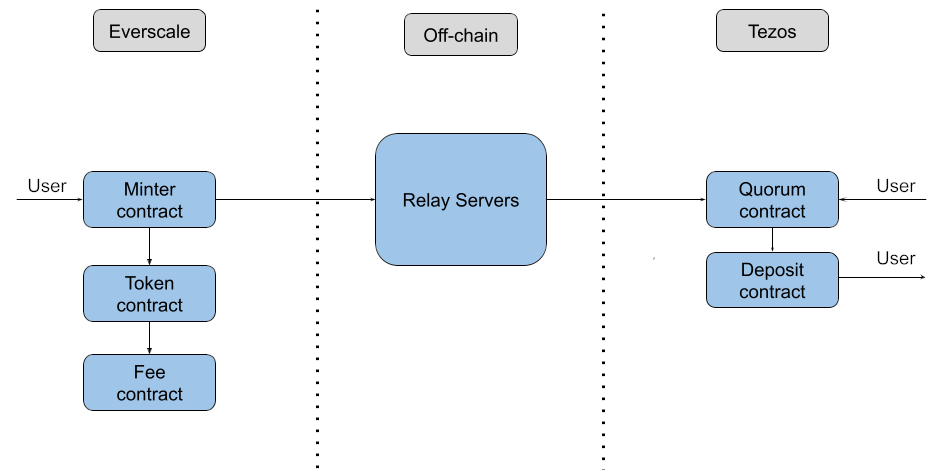 Everscale
Off-chain
Tezos
User
Minter
contract
Relay Servers
Quorum
contract
User
Token
contract
Deposit
contract
User
Fee
contract